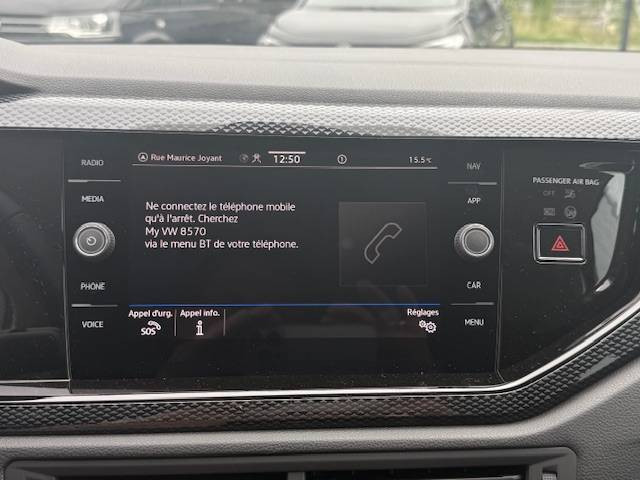 RADIO
MEDIA
PHONE
VOICE
Rue Maurice Joyant
12:50
15.5°C
Ne connectez le téléphone mobile
qu'à l'arrêt. Cherchez
My VW 8570
via le menu BT de votre téléphone.
Appel d'urg.
SOS
Appel info.
Réglages
NAV
APP
CAR
MENU
PASSENGER AIR BAG
OFF